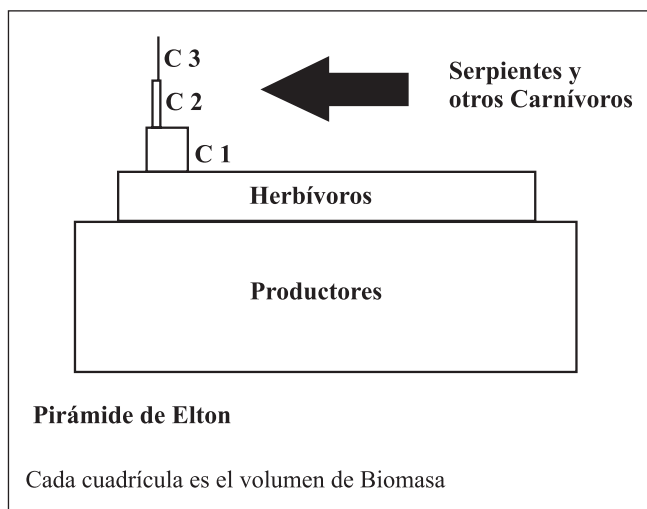 C 3
C 2
C 1
Serpientes y
otros Carnívoros
Herbívoros
Productores
Pirámide de Elton
Cada cuadrícula es el volumen de Biomasa